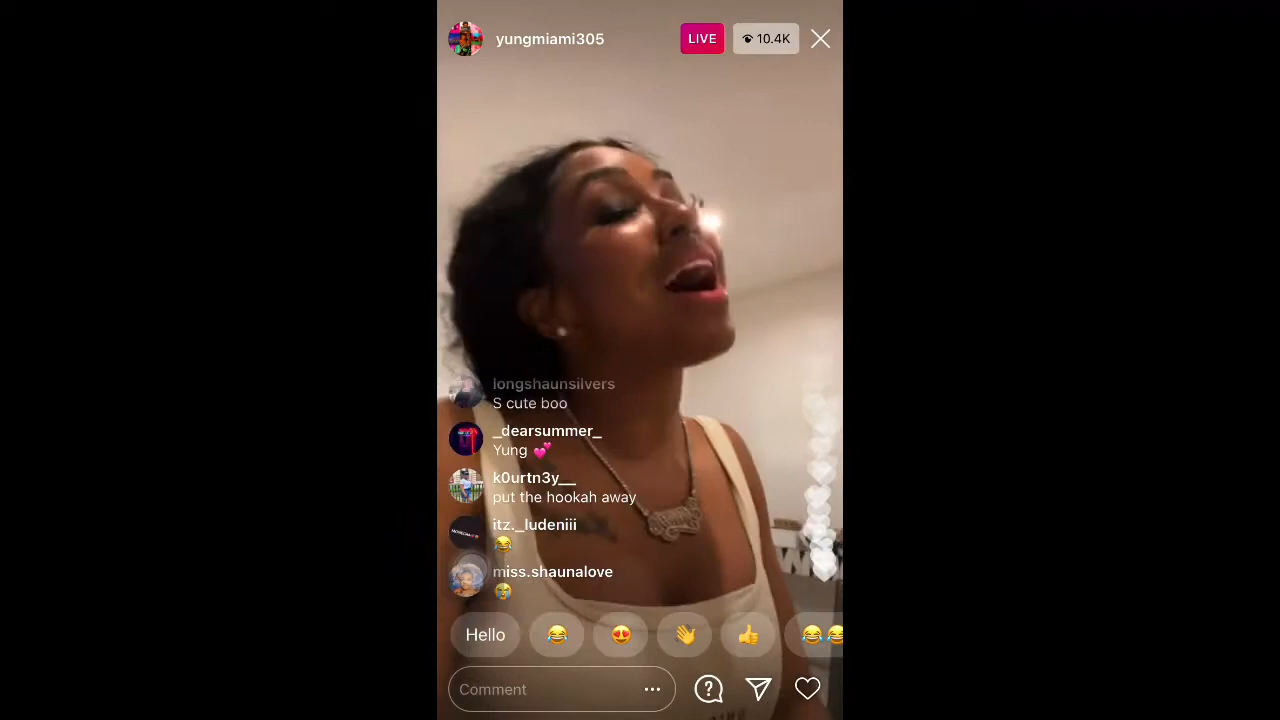 yungmiami305
LIVE
10.4K
longshaunsilvers
S cute boo
_dearsummer_
Yung 💕
k0urtn3y__
put the hookah away
itz._ludeniii
😂
miss.shaunalove
😭
Hello 😂 😍 👋 👍 😂😂
Comment